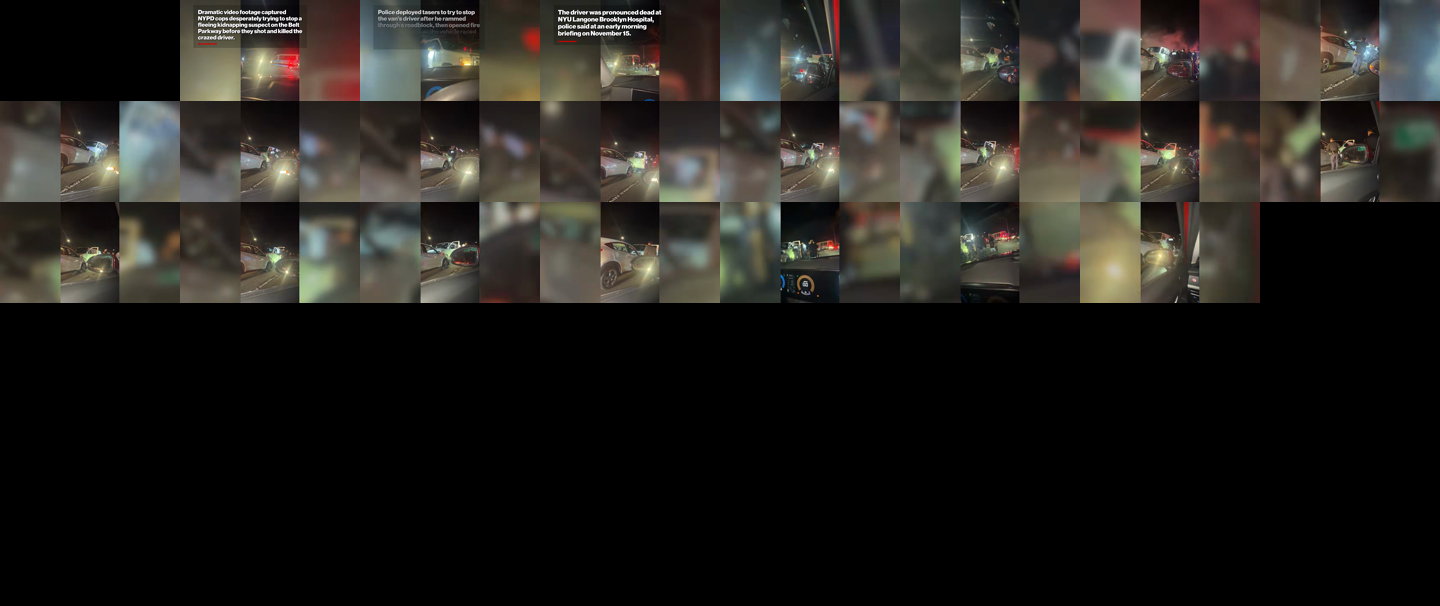 Dramatic video footage captured
NYPD cops desperately trying to stop a
fleeing kidnapping suspect on the Belt
Parkway before they shot and killed the
crazed driver.
Police deployed tasers to try to stop
the van's driver after he rammed
through a roadblock, then opened fire
The driver was pronounced dead at
NYU Langone Brooklyn Hospital,
police said at an early morning
briefing on November 15.